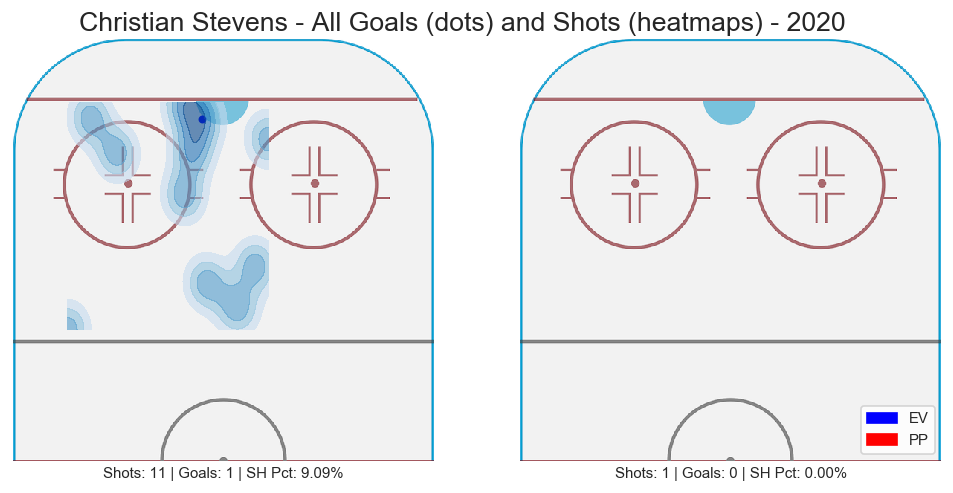 Christian Stevens - All Goals (dots) and Shots (heatmaps) - 2020
EV
PP
Shots: 11 | Goals: 1 | SH Pct: 9.09%
Shots: 1 | Goals: 0 | SH Pct: 0.00%